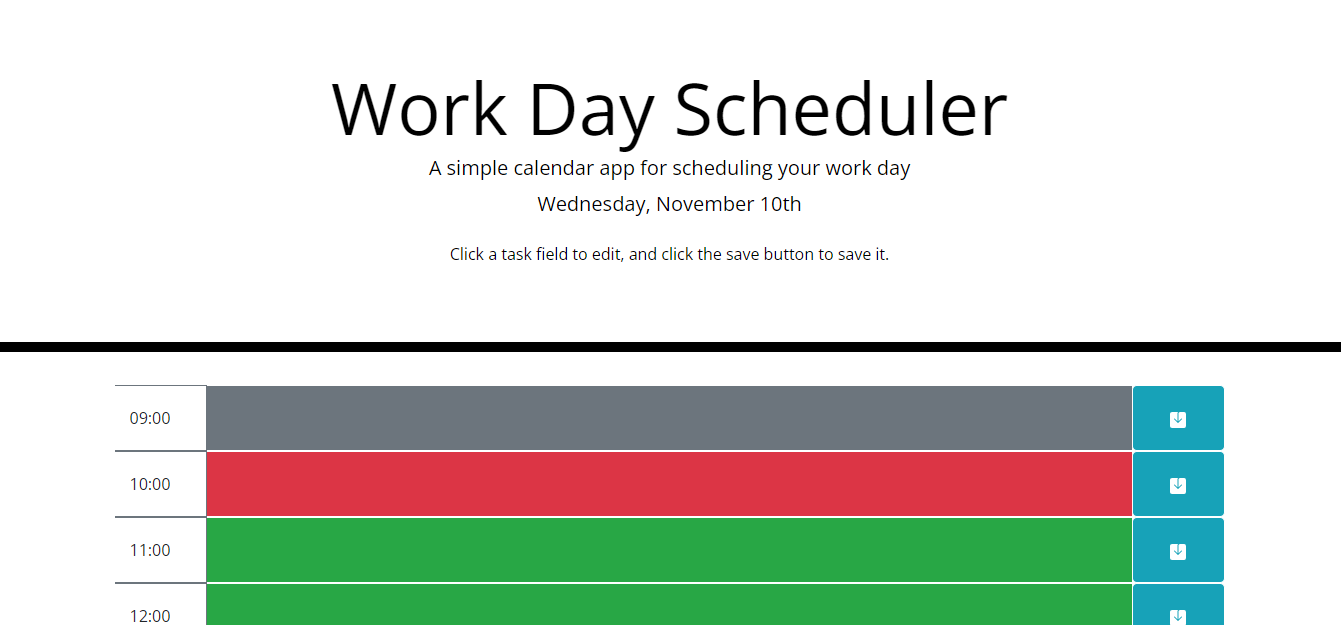 Work Day Scheduler
A simple calendar app for scheduling your work day
Wednesday, November 10th
Click a task field to edit, and click the save button to save it.
09:00
10:00
11:00
12:00